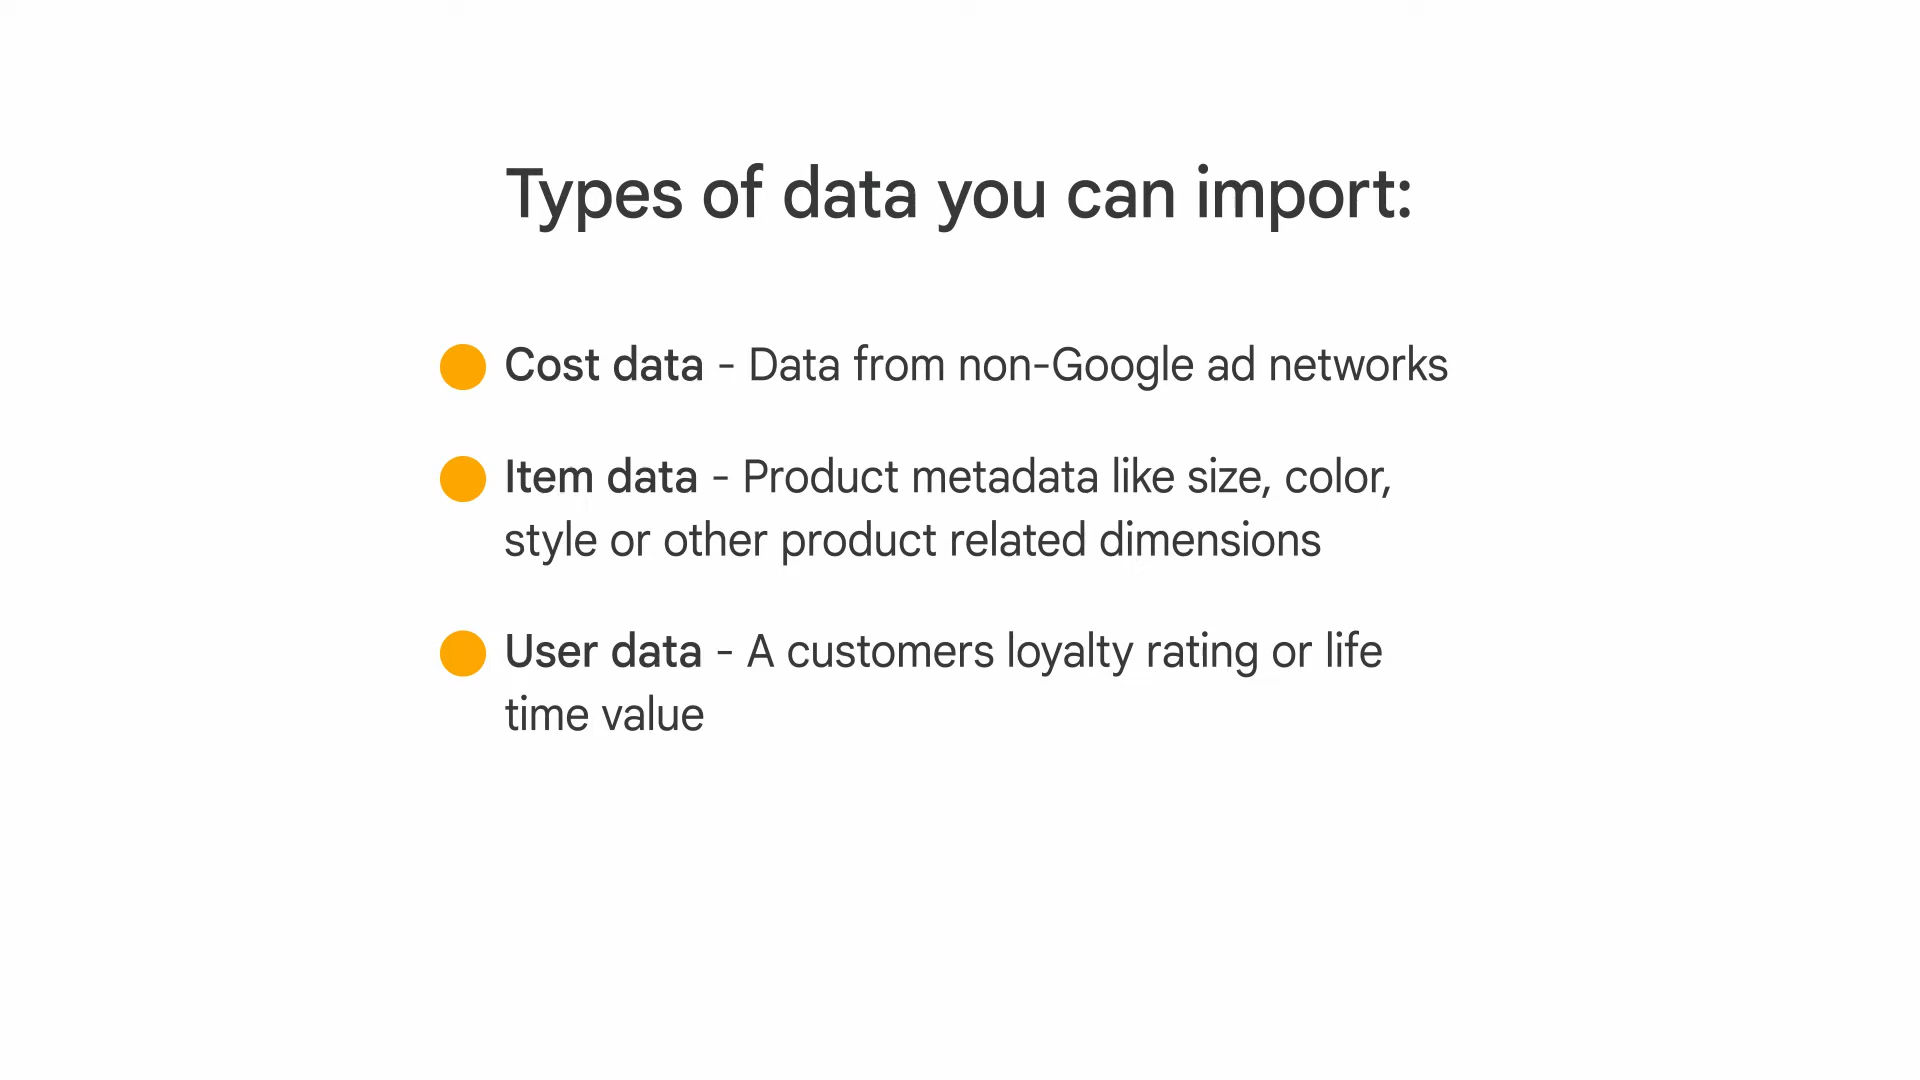 Types of data you can import:
Cost data - Data from non-Google ad networks
Item data - Product metadata like size, color,
style or other product related dimensions
User data - A customers loyalty rating or life
time value